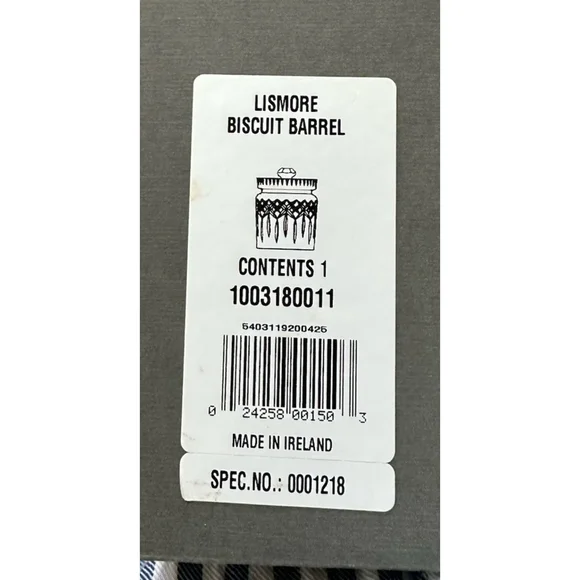 LISMORE
BISCUIT BARREL
CONTENTS 1
1003180011
5403119200425
0 24258 00150 3
MADE IN IRELAND
SPEC.NO.: 0001218